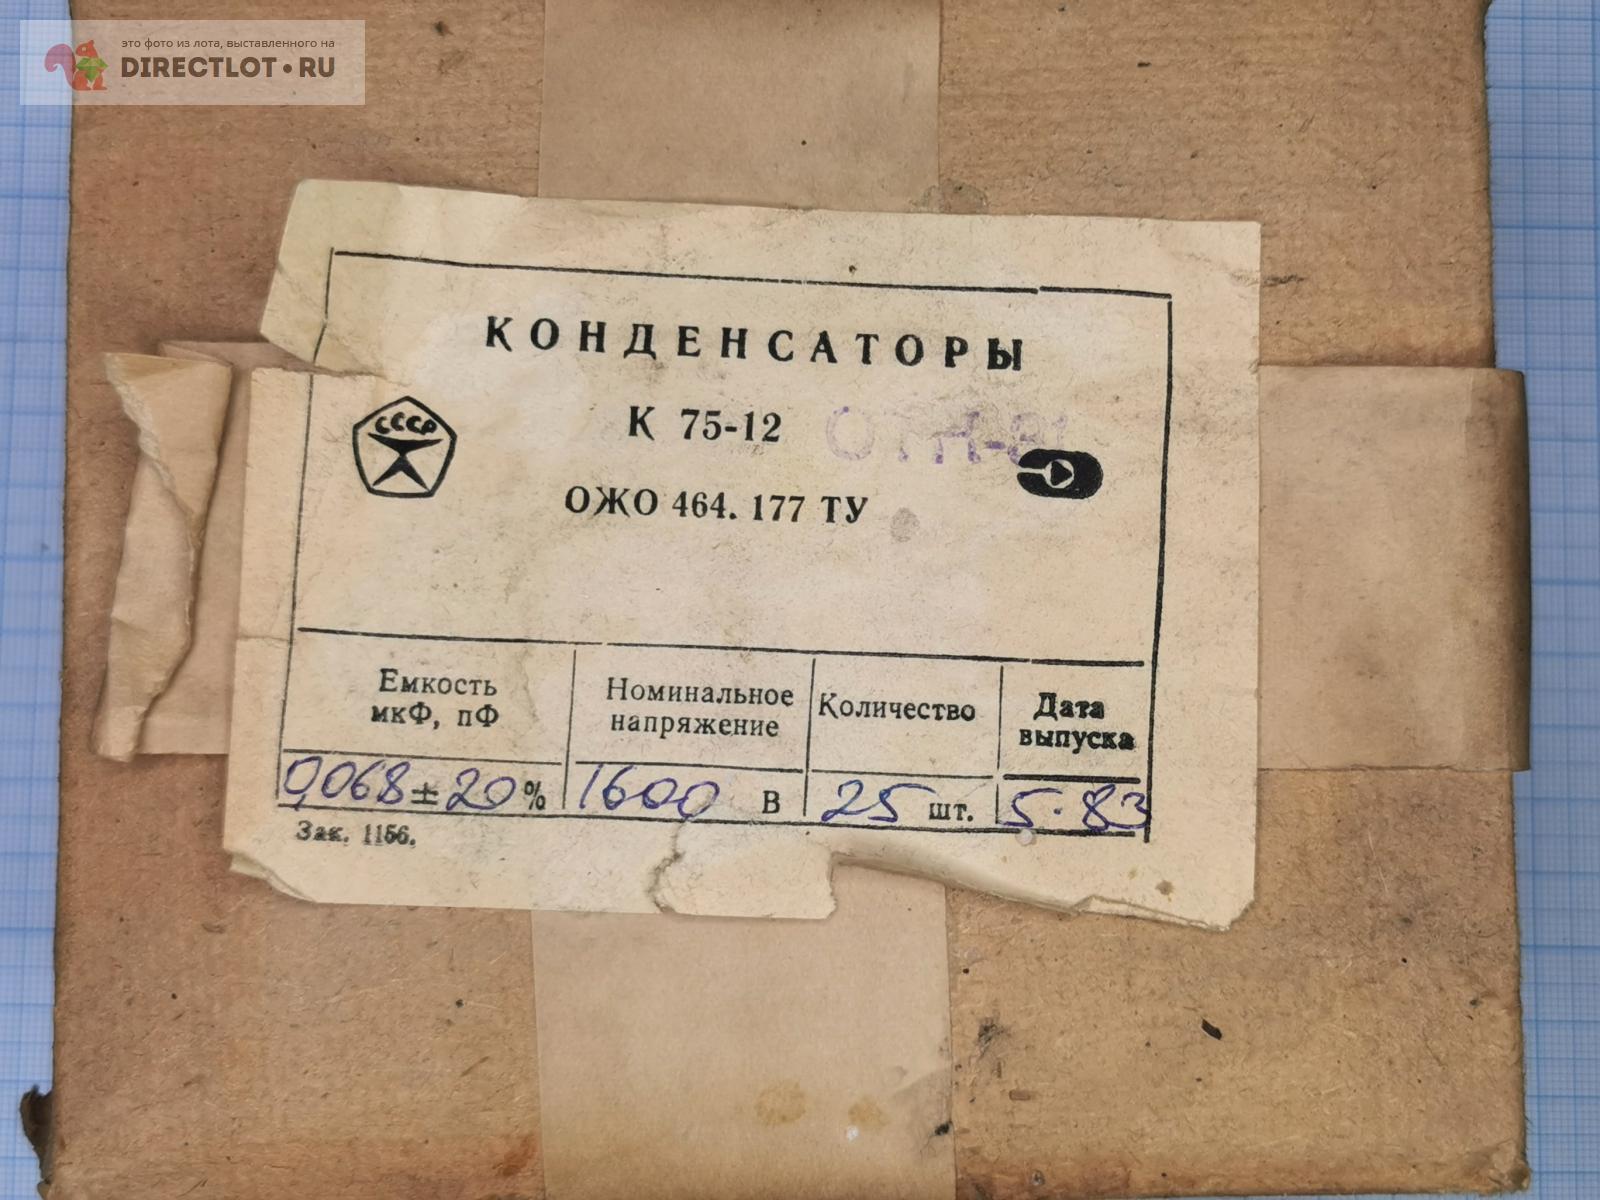 это фото из лота, выставленного на
DIRECTLOT•RU
КОНДЕНСАТОРЫ
СССР
К 75-12
ОЖО 464. 177 ТУ
Емкость мкФ, пФ
Номинальное напряжение
Количество
Дата выпуска
0,068 ± 20 %
1600 В
25 шт.
5.83
Зак. 1156.